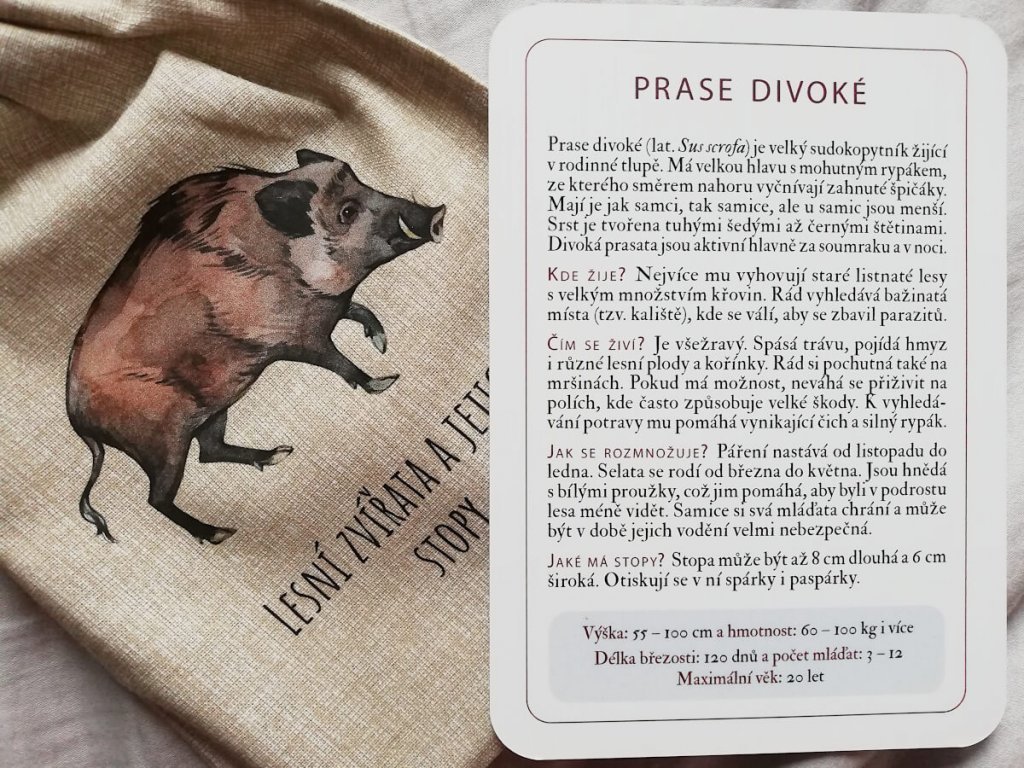 LESNÍ ZVÍŘATA A JEJICH
STOPY
PRASE DIVOKÉ
Prase divoké (lat. Sus scrofa) je velký sudokopytník žijící
v rodinné tlupě. Má velkou hlavu s mohutným rypákem,
ze kterého směrem nahoru vyčnívají zahnuté špičáky.
Mají je jak samci, tak samice, ale u samic jsou menší.
Srst je tvořena tuhými šedými až černými štětinami.
Divoká prasata jsou aktivní hlavně za soumraku a v noci.
KDE ŽIJE? Nejvíce mu vyhovují staré listnaté lesy
s velkým množstvím křovin. Rád vyhledává bažinatá
místa (tzv. kaliště), kde se válí, aby se zbavil parazitů.
ČÍM SE ŽIVÍ? Je všežravý. Spásá trávu, pojídá hmyz
i různé lesní plody a kořínky. Rád si pochutná také na
mršinách. Pokud má možnost, neváhá se přiživit na
polích, kde často způsobuje velké škody. K vyhledá-
vání potravy mu pomáhá vynikající čich a silný rypák.
JAK SE ROZMNOŽUJE? Páření nastává od listopadu do
ledna. Selata se rodí od března do května. Jsou hnědá
s bílými proužky, což jim pomáhá, aby byli v podrostu
lesa méně vidět. Samice si svá mláďata chrání a může
být v době jejich vodění velmi nebezpečná.
JAKÉ MÁ STOPY? Stopa může být až 8 cm dlouhá a 6 cm
široká. Otiskují se v ní spárky i paspárky.
Výška: 55 – 100 cm a hmotnost: 60 – 100 kg i více
Délka březosti: 120 dnů a počet mláďat: 3 – 12
Maximální věk: 20 let